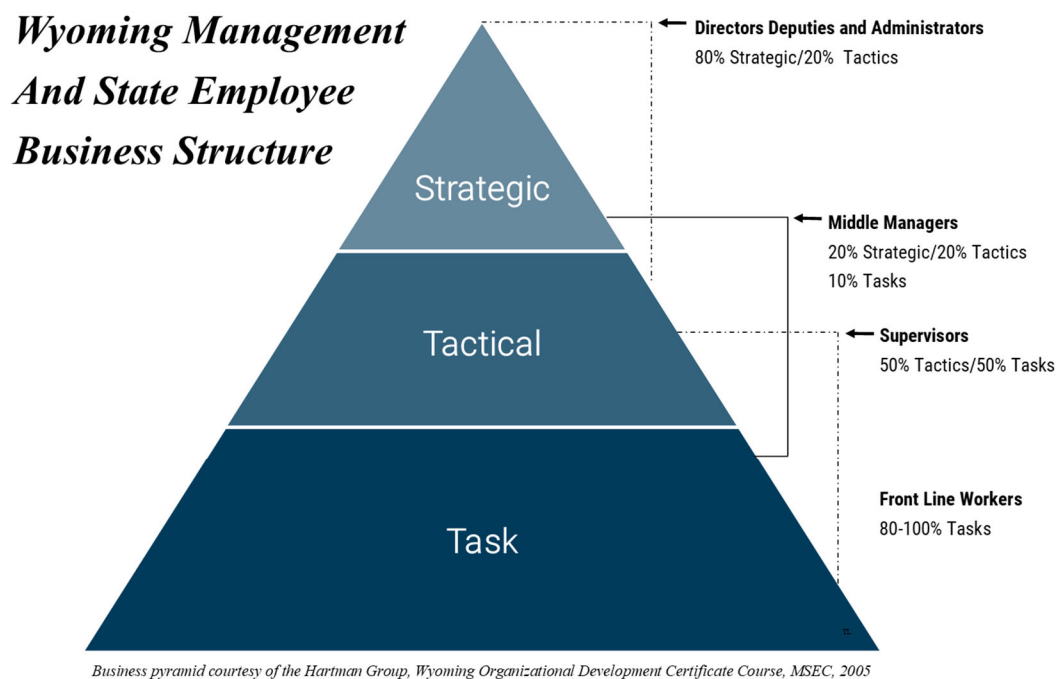 Wyoming Management
And State Employee
Business Structure
Directors Deputies and Administrators
80% Strategic/20% Tactics
Strategic
Middle Managers
20% Strategic/20% Tactics
10% Tasks
Tactical
Supervisors
50% Tactics/50% Tasks
Front Line Workers
80-100% Tasks
Task
Business pyramid courtesy of the Hartman Group, Wyoming Organizational Development Certificate Course, MSEC, 2005